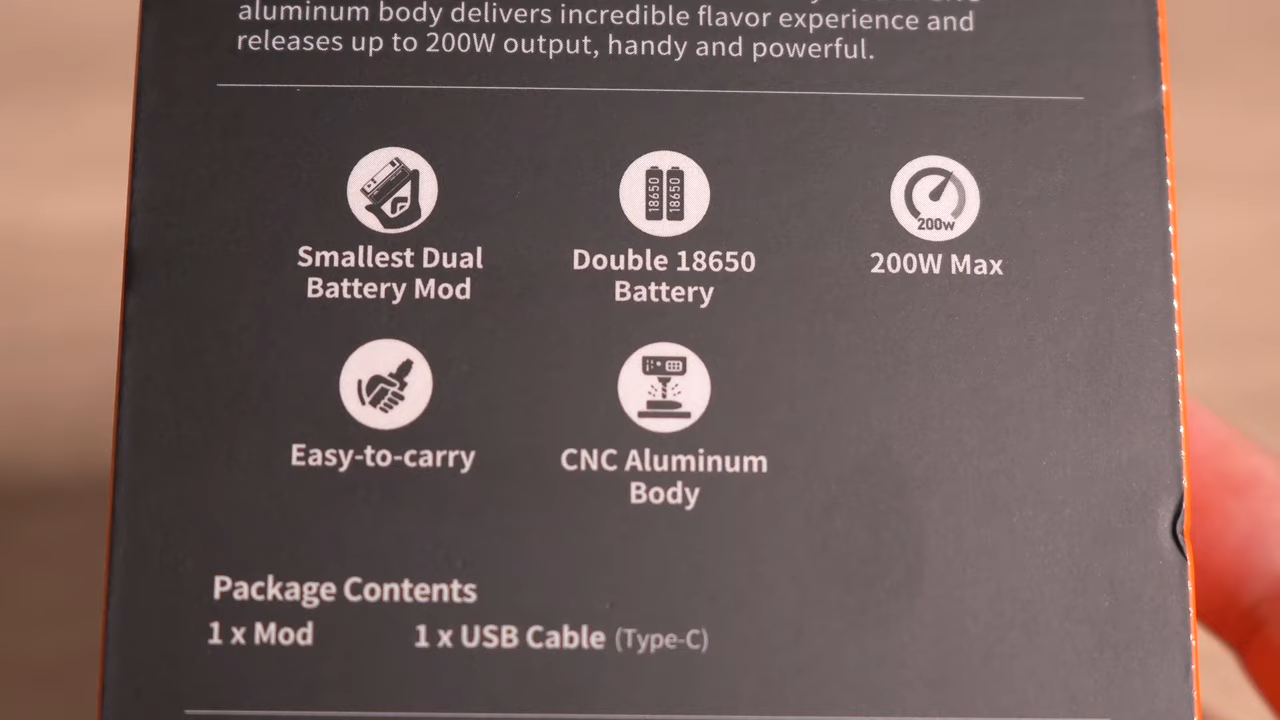 aluminum body delivers incredible flavor experience and
releases up to 200W output, handy and powerful.
18650 18650
200w
Smallest Dual
Battery Mod
Double 18650
Battery
200W Max
Easy-to-carry
CNC Aluminum
Body
Package Contents
1 x Mod 1 x USB Cable (Type-C)